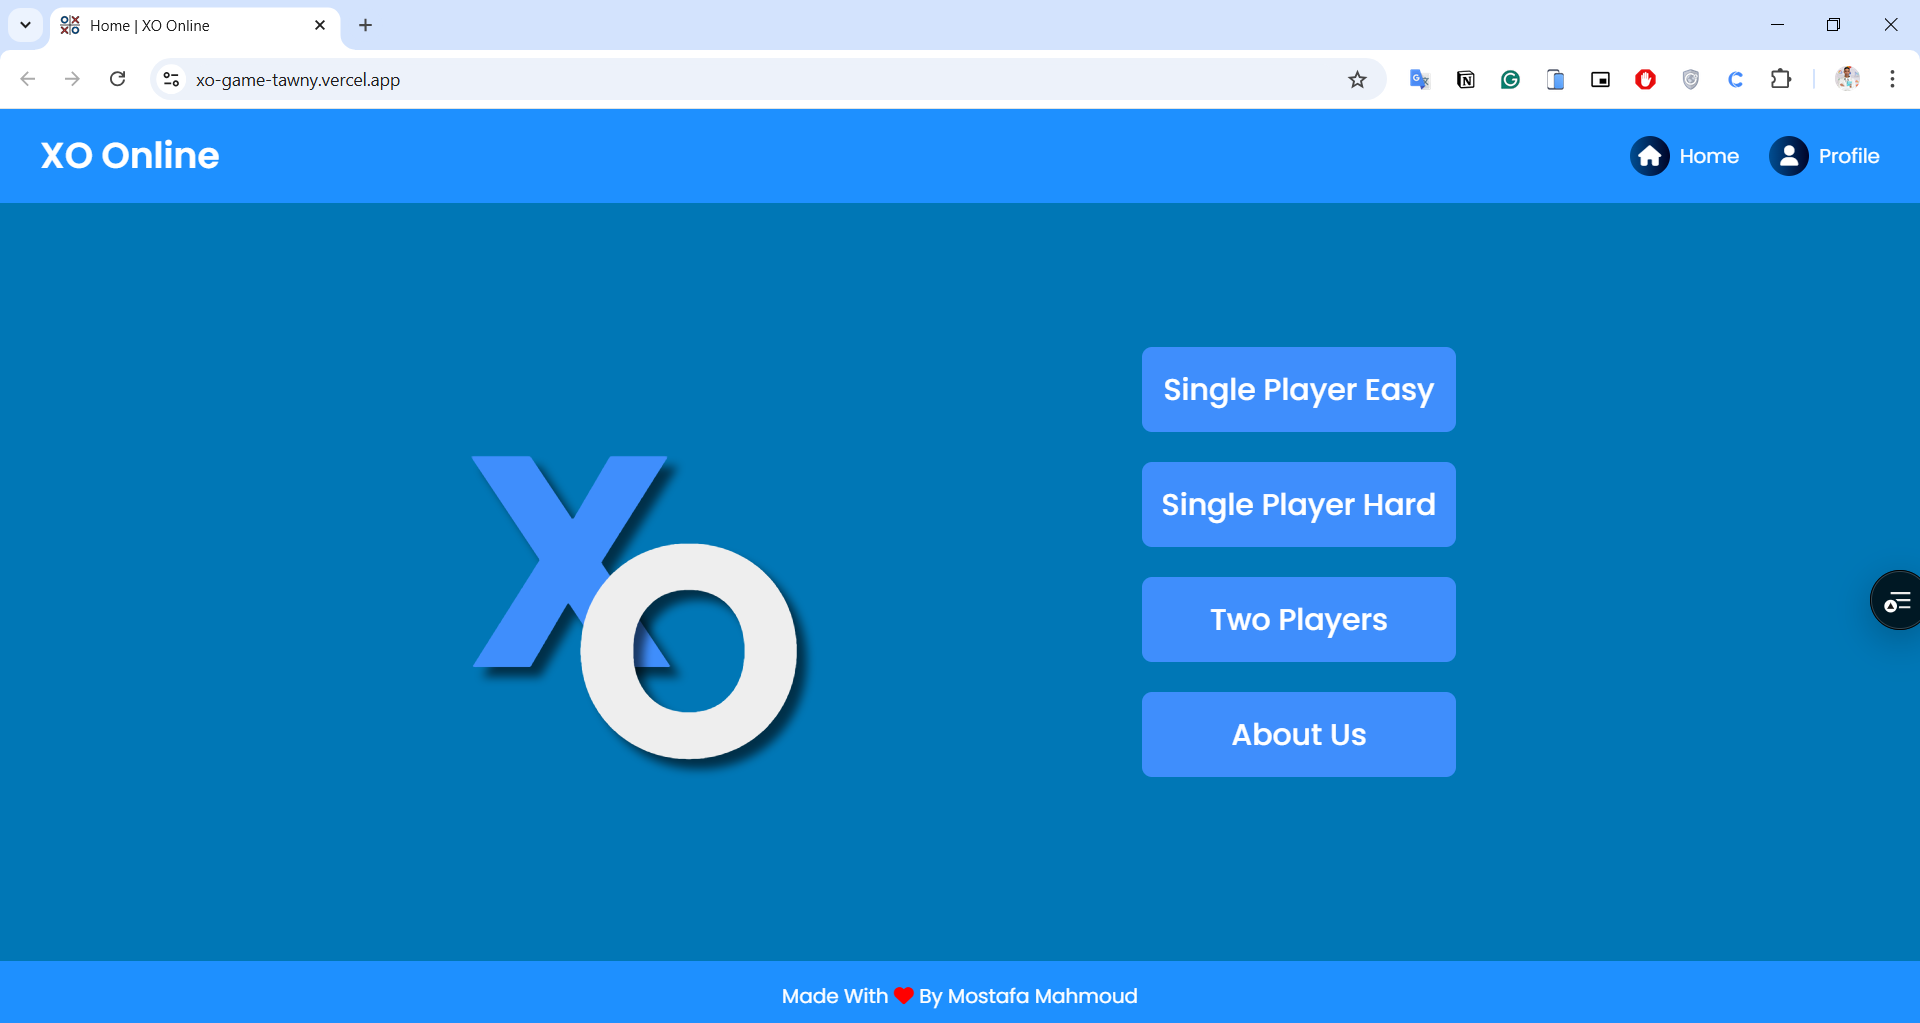 Home | XO Online
xo-game-tawny.vercel.app
XO Online
Home
Profile
XO
Single Player Easy
Single Player Hard
Two Players
About Us
Made With ❤ By Mostafa Mahmoud